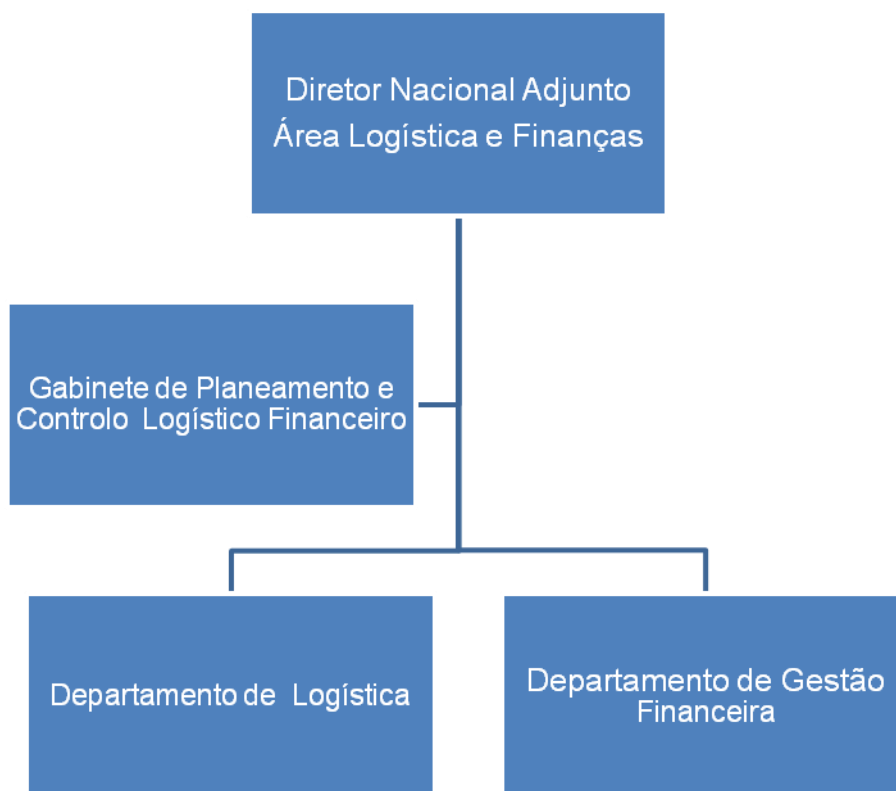 Diretor Nacional Adjunto
Área Logística e Finanças
Gabinete de Planeamento e
Controlo Logístico Financeiro
Departamento de Logística
Departamento de Gestão
Financeira